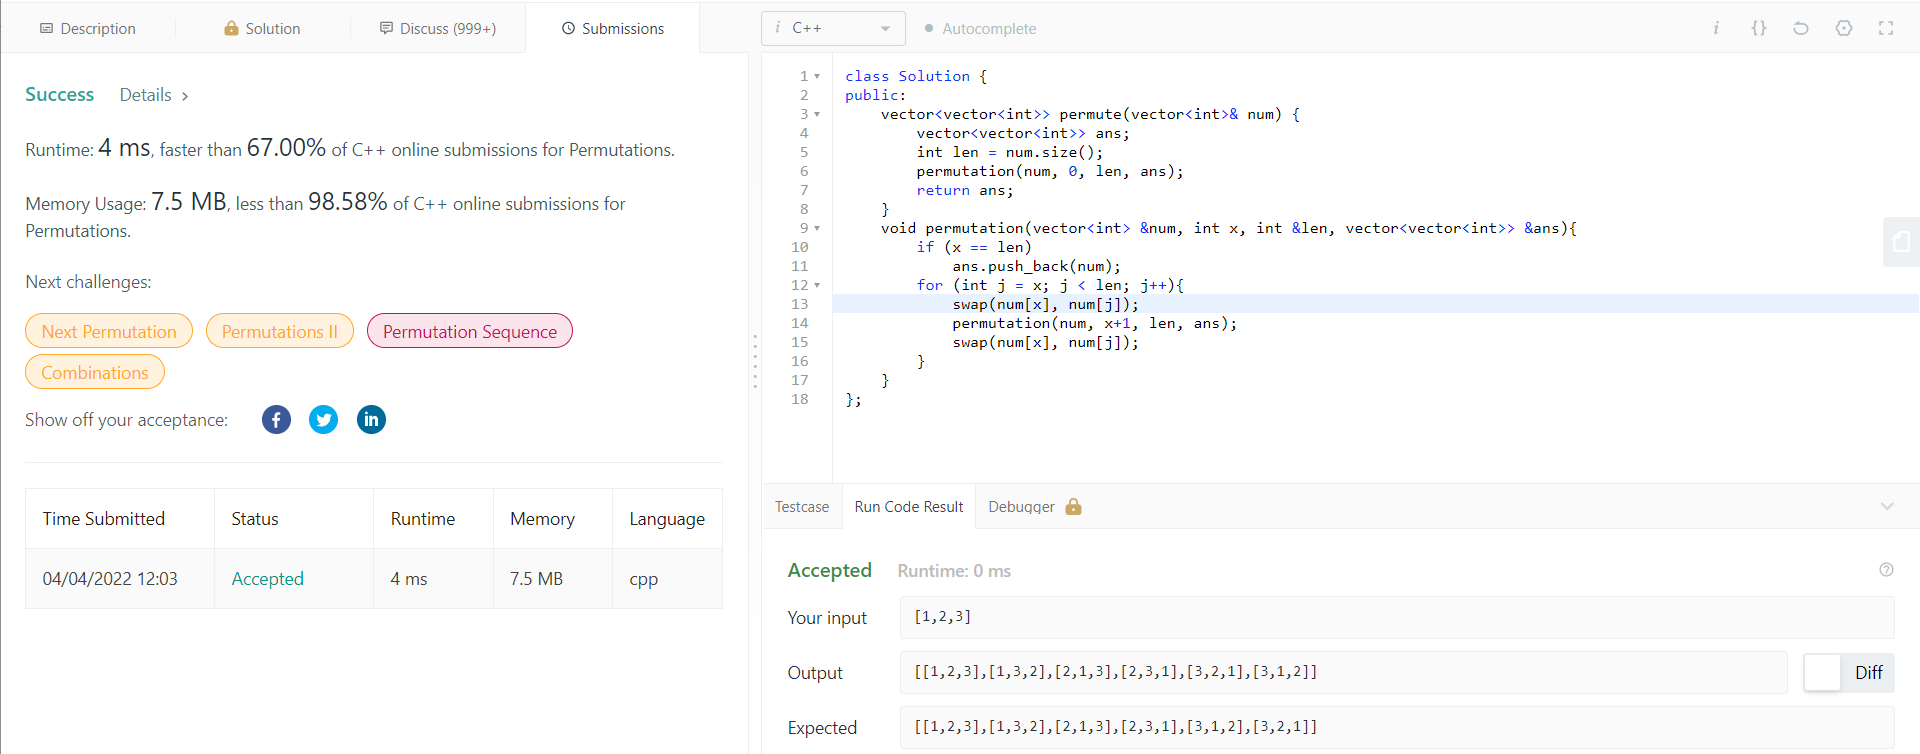 Description
Solution
Discuss (999+)
Submissions
Success
Details >
Runtime: 4 ms, faster than 67.00% of C++ online submissions for Permutations.
Memory Usage: 7.5 MB, less than 98.58% of C++ online submissions for
Permutations.
Next challenges:
Next Permutation
Permutations II
Permutation Sequence
Combinations
Show off your acceptance:
Time Submitted Status Runtime Memory Language
04/04/2022 12:03 Accepted 4 ms 7.5 MB cpp
i C++
Autocomplete
i {}
1 class Solution {
2 public:
3     vector<vector<int>> permute(vector<int>& num) {
4         vector<vector<int>> ans;
5         int len = num.size();
6         permutation(num, 0, len, ans);
7         return ans;
8     }
9     void permutation(vector<int> &num, int x, int &len, vector<vector<int>> &ans){
10         if (x == len)
11             ans.push_back(num);
12         for (int j = x; j < len; j++){
13             swap(num[x], num[j]);
14             permutation(num, x+1, len, ans);
15             swap(num[x], num[j]);
16         }
17     }
18 };
Testcase
Run Code Result
Debugger
Accepted Runtime: 0 ms
Your input [1,2,3]
Output [[1,2,3],[1,3,2],[2,1,3],[2,3,1],[3,2,1],[3,1,2]]
Diff
Expected [[1,2,3],[1,3,2],[2,1,3],[2,3,1],[3,1,2],[3,2,1]]